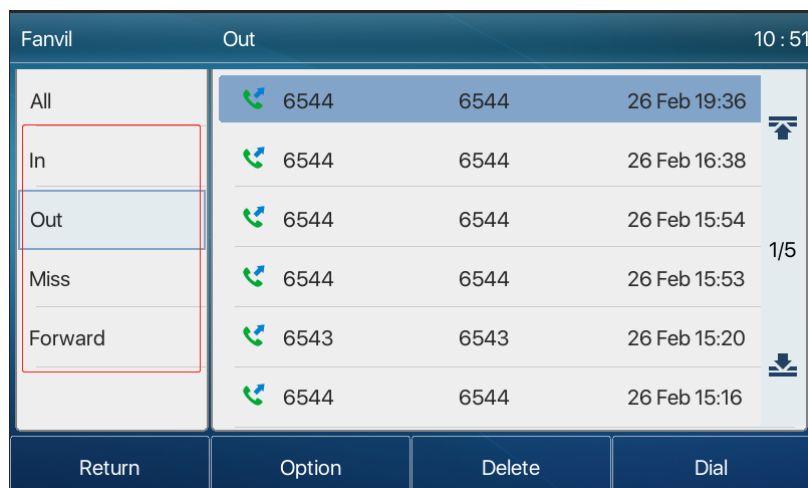 Fanvil Out 10 : 51
All
In
Out
Miss
Forward
6544 6544 26 Feb 19:36
6544 6544 26 Feb 16:38
6544 6544 26 Feb 15:54
6544 6544 26 Feb 15:53
6543 6543 26 Feb 15:20
6544 6544 26 Feb 15:16
1/5
Return Option Delete Dial